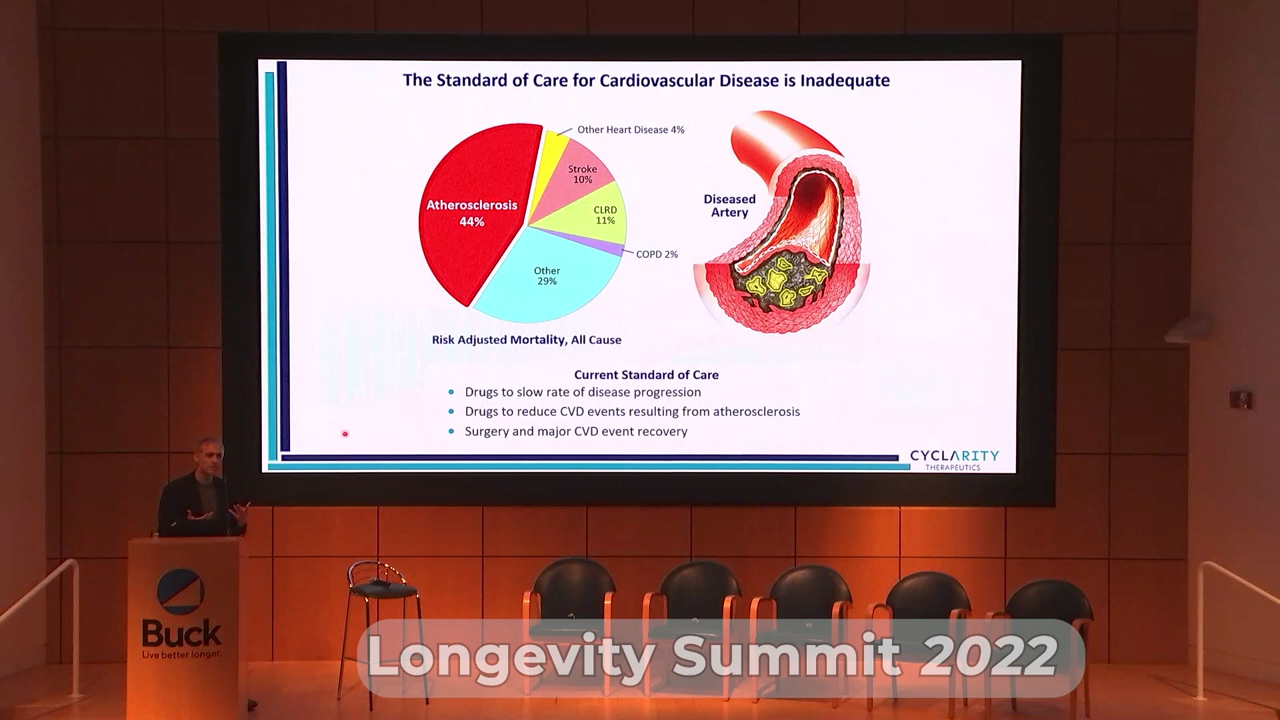 The Standard of Care for Cardiovascular Disease is Inadequate
Other Heart Disease 4%
Stroke
10%
Atherosclerosis
44%
CLRD
11%
COPD 2%
Other
29%
Diseased
Artery
Risk Adjusted Mortality, All Cause
Current Standard of Care
Drugs to slow rate of disease progression
Drugs to reduce CVD events resulting from atherosclerosis
Surgery and major CVD event recovery
CYCLARITY
THERAPEUTICS
Buck
Live better longer.
Longevity Summit 2022